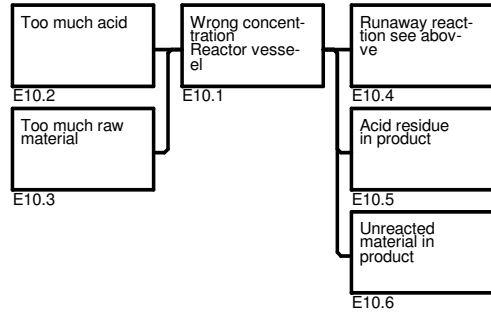 Too much acid
E10.2
Too much raw
material
E10.3
Wrong concent-
tration
Reactor vesse-
el
E10.1
Runaway react-
tion see abov-
ve
E10.4
Acid residue
in product
E10.5
Unreacted
material in
product
E10.6